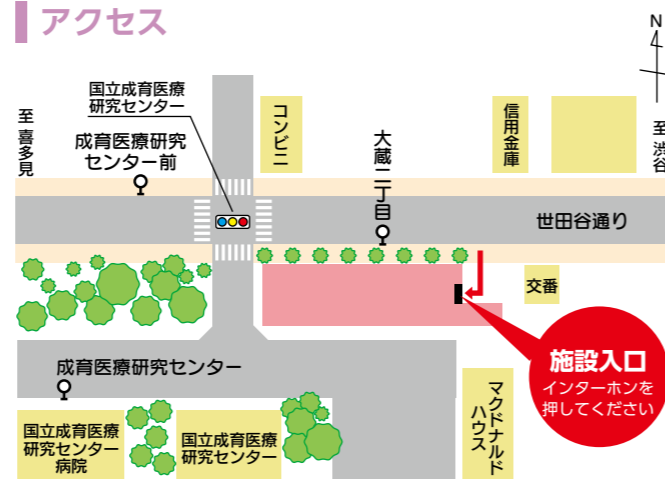 アクセス
N
国立成育医療
研究センター
至 喜多見
成育医療研究
センター前
コンビニ
大蔵二丁目
信用金庫
至 渋谷
世田谷通り
交番
施設入口
インターホンを
押してください
成育医療研究センター
マクドナルド
ハウス
国立成育医療
研究センター
病院
国立成育医療
研究センター